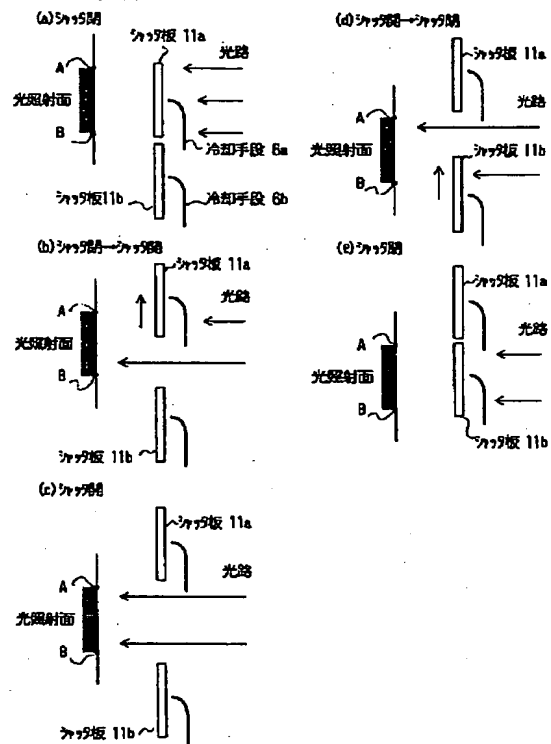 (a)シャッタ閉
シャッタ板 11a
A
光路
光照射面
B
冷却手段 6a
シャッタ板11b
冷却手段 6b
(b)シャッタ閉→シャッタ開
シャッタ板 11a
A
光路
光照射面
B
シャッタ板 11b
(c)シャッタ開
シャッタ板 11a
A
光路
光照射面
B
シャッタ板 11b
(d)シャッタ開→シャッタ閉
シャッタ板 11a
A
光路
光照射面
シャッタ板 11b
B
(e)シャッタ閉
シャッタ板 11a
A
光路
光照射面
B
シャッタ板 11b